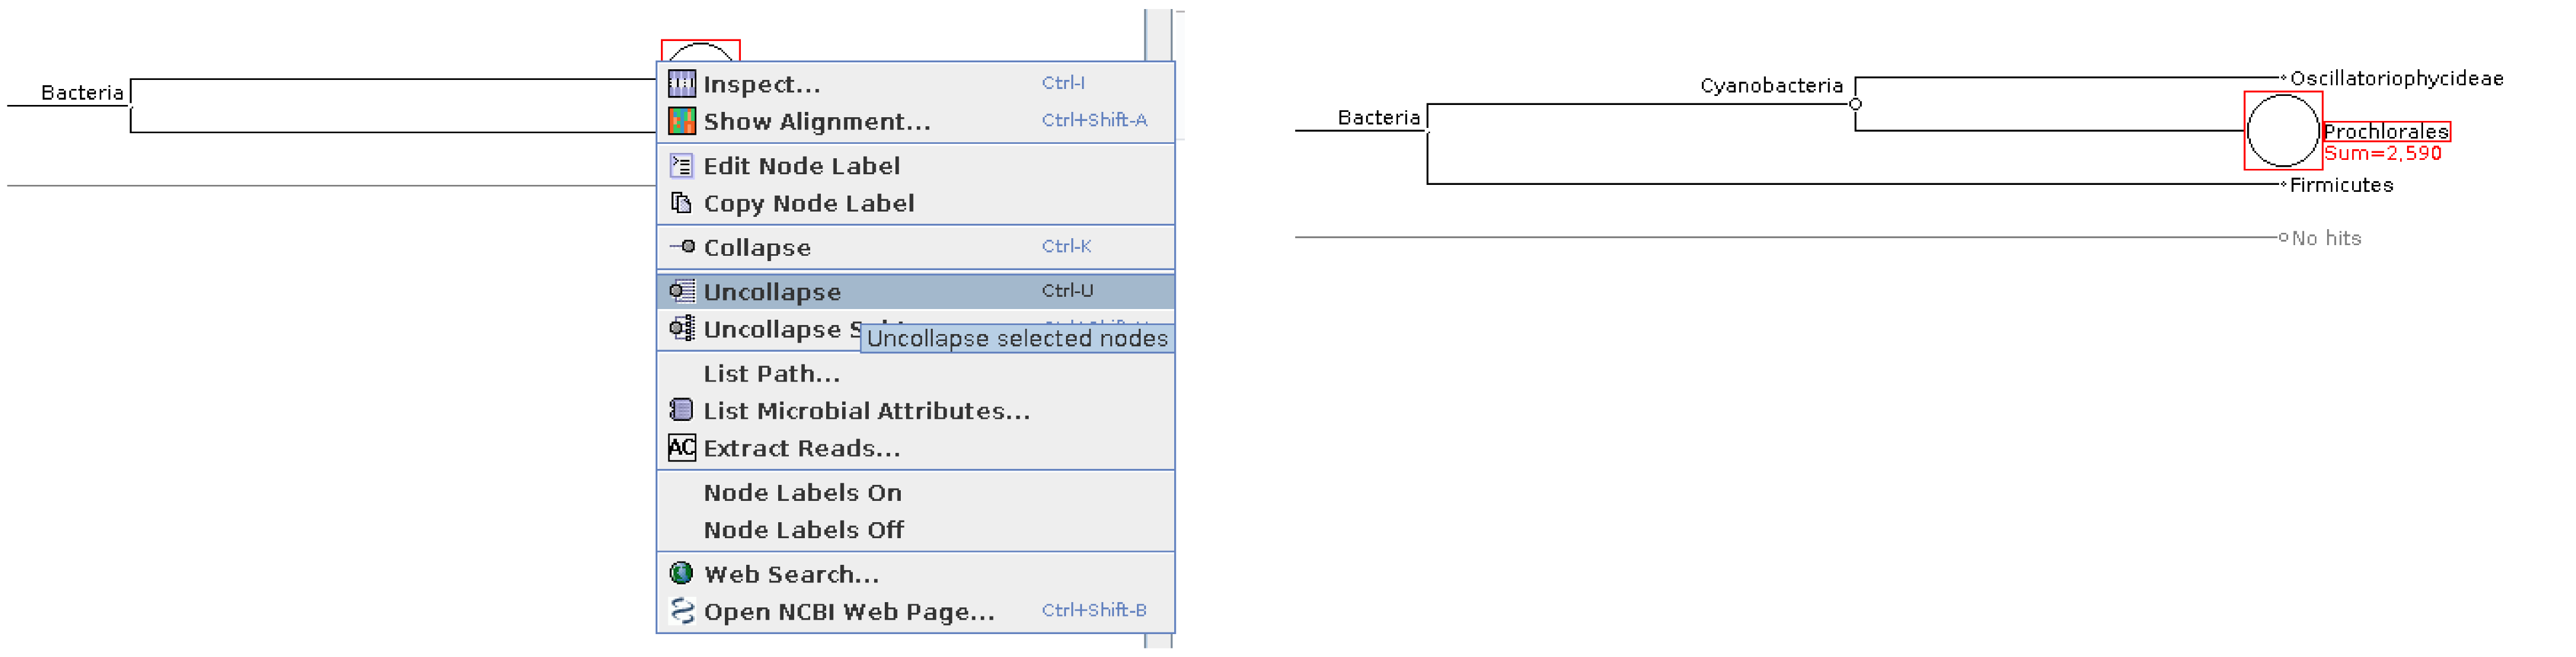 Bacteria
Inspect... Ctrl-I
Show Alignment... Ctrl+Shift-A
Edit Node Label
Copy Node Label
Collapse Ctrl-K
Uncollapse Ctrl-U
Uncollapse
Uncollapse selected nodes
List Path...
List Microbial Attributes...
AC Extract Reads...
Node Labels On
Node Labels Off
Web Search...
Open NCBI Web Page... Ctrl+Shift-B
Cyanobacteria
Oscillatoriophycideae
Bacteria
Prochlorales
Sum=2,590
Firmicutes
No hits